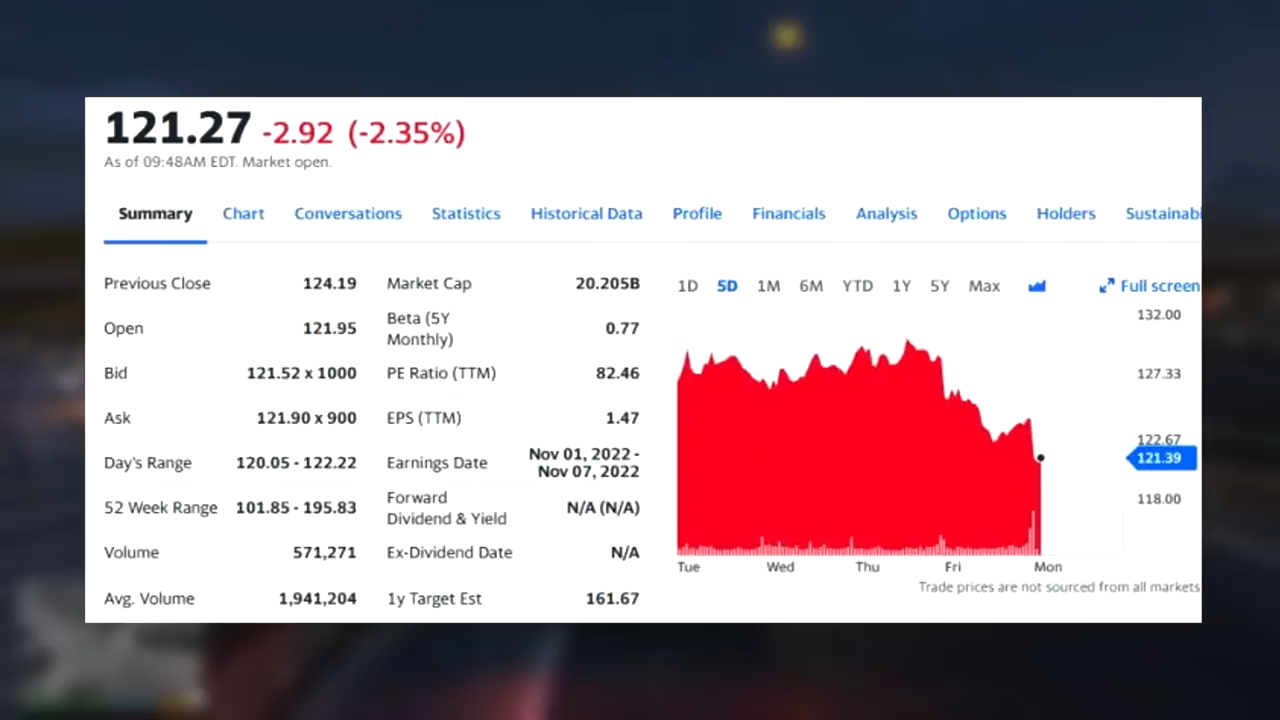 121.27 -2.92 (-2.35%)
As of 09:48AM EDT. Market open.
Summary Chart Conversations Statistics Historical Data Profile Financials Analysis Options Holders Sustainabi
Previous Close 124.19
Open 121.95
Bid 121.52 x 1000
Ask 121.90 x 900
Day's Range 120.05 - 122.22
52 Week Range 101.85 - 195.83
Volume 571,271
Avg. Volume 1,941,204
Market Cap 20.205B
Beta (5Y
Monthly) 0.77
PE Ratio (TTM) 82.46
EPS (TTM) 1.47
Earnings Date Nov 01, 2022 -
Nov 07, 2022
Forward
Dividend & Yield N/A (N/A)
Ex-Dividend Date N/A
1y Target Est 161.67
1D 5D 1M 6M YTD 1Y 5Y Max Full screen
132.00
127.33
122.67
121.39
118.00
Tue Wed Thu Fri Mon
Trade prices are not sourced from all markets